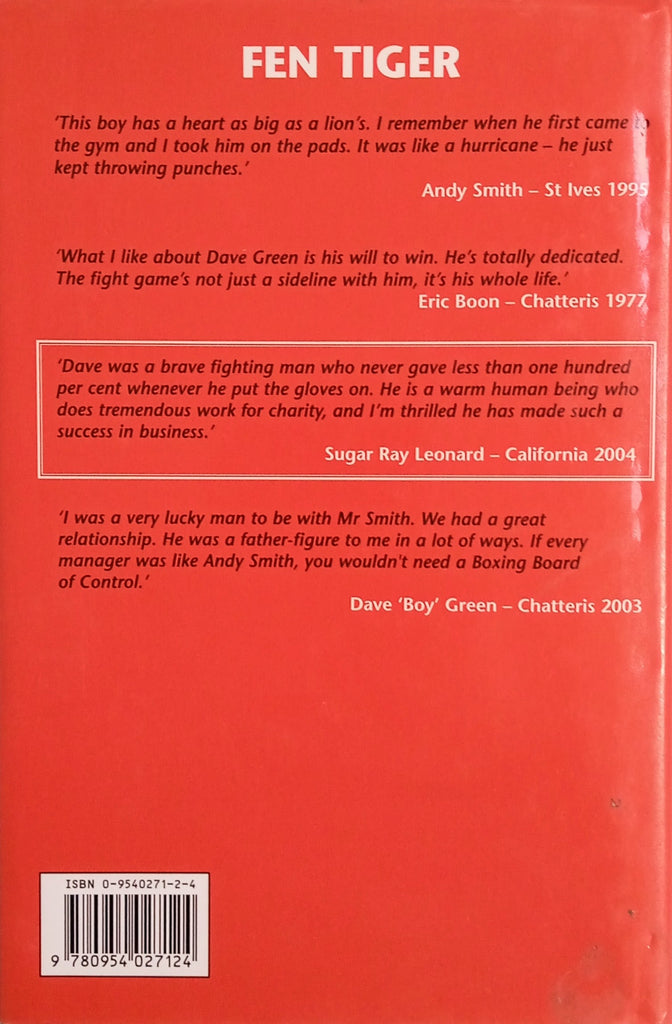 FEN TIGER
‘This boy has a heart as big as a lion’s. I remember when he first came to
the gym and I took him on the pads. It was like a hurricane – he just
kept throwing punches.’
Andy Smith – St Ives 1995
‘What I like about Dave Green is his will to win. He’s totally dedicated.
The fight game’s not just a sideline with him, it’s his whole life.’
Eric Boon – Chatteris 1977
‘Dave was a brave fighting man who never gave less than one hundred
per cent whenever he put the gloves on. He is a warm human being who
does tremendous work for charity, and I’m thrilled he has made such a
success in business.’
Sugar Ray Leonard – California 2004
‘I was a very lucky man to be with Mr Smith. We had a great
relationship. He was a father-figure to me in a lot of ways. If every
manager was like Andy Smith, you wouldn't need a Boxing Board
of Control.’
Dave ‘Boy’ Green – Chatteris 2003
ISBN 0-9540271-2-4
9 780954 027124